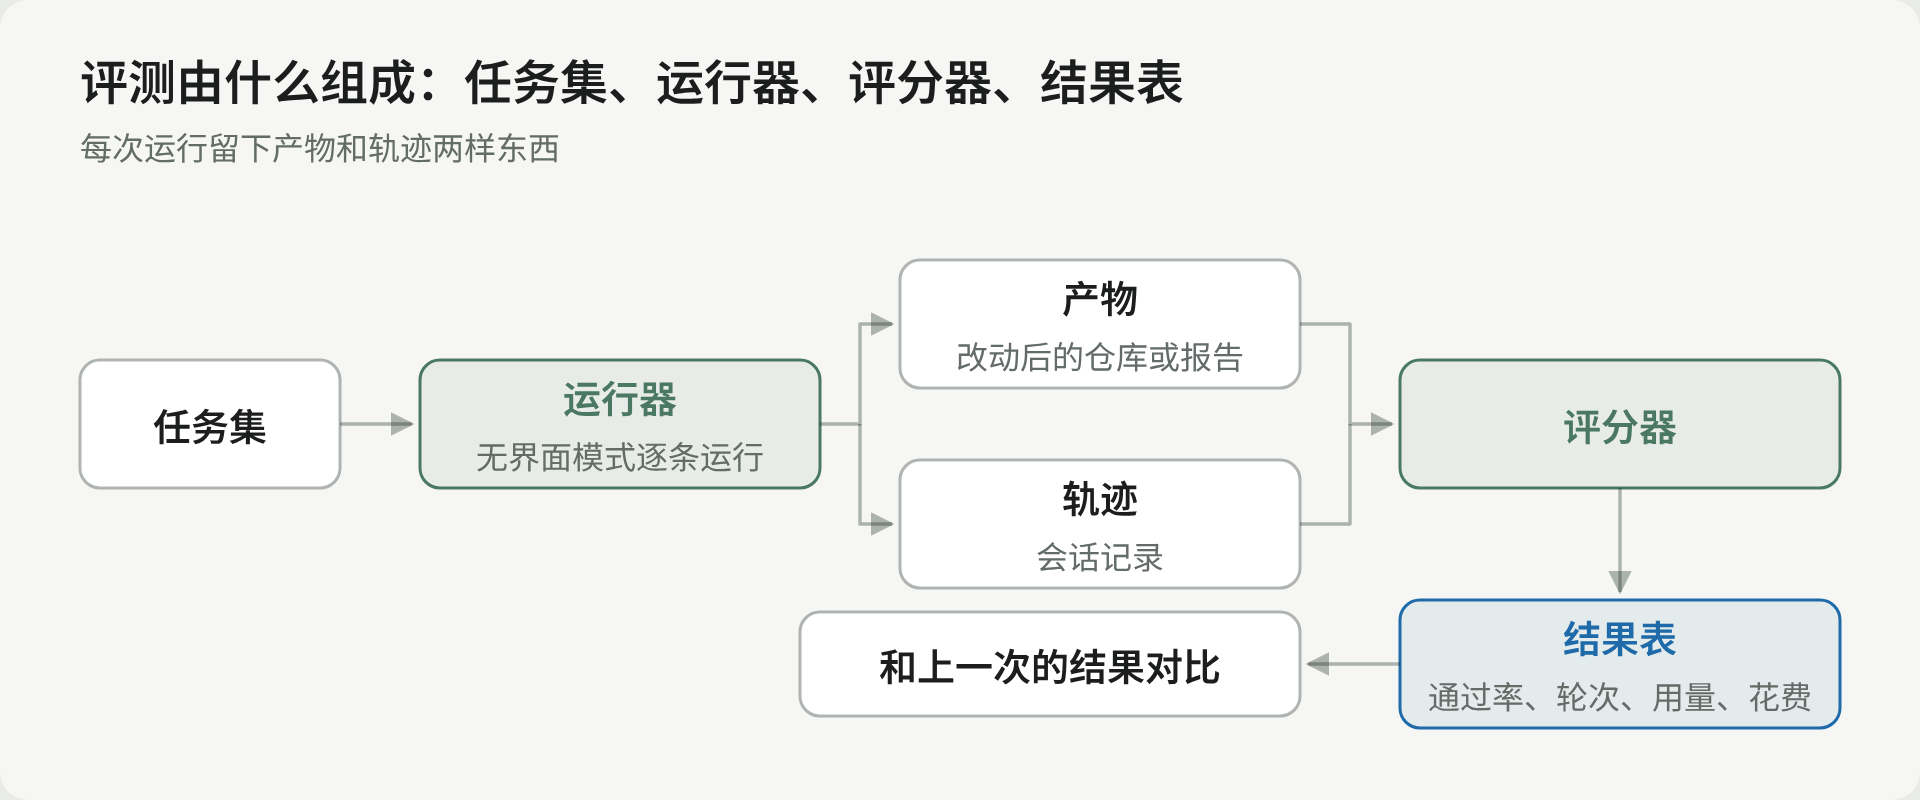 评测由什么组成：任务集、运行器、评分器、结果表
每次运行留下产物和轨迹两样东西
任务集
运行器
无界面模式逐条运行
产物
改动后的仓库或报告
轨迹
会话记录
评分器
结果表
通过率、轮次、用量、花费
和上一次的结果对比